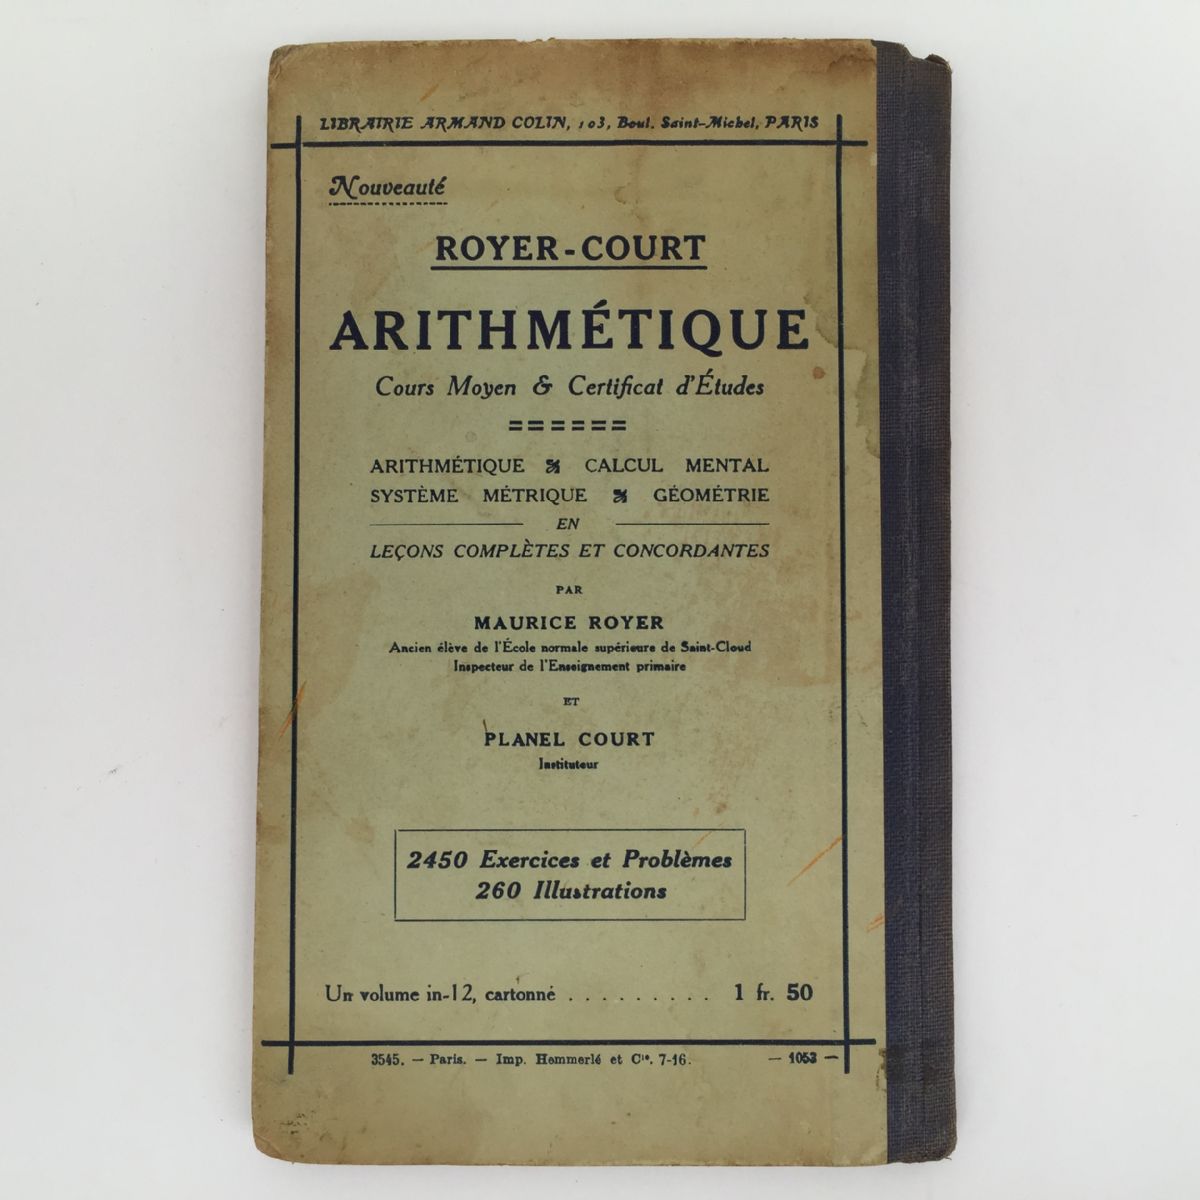 LIBRAIRIE ARMAND COLIN, 103, Boul. Saint-Michel, PARIS
Nouveauté
ROYER-COURT
ARITHMÉTIQUE
Cours Moyen & Certificat d'Études
ARITHMÉTIQUE CALCUL MENTAL
SYSTÈME MÉTRIQUE GÉOMÉTRIE
EN
LEÇONS COMPLÈTES ET CONCORDANTES
PAR
MAURICE ROYER
Ancien élève de l'École normale supérieure de Saint-Cloud
Inspecteur de l'Enseignement primaire
ET
PLANEL COURT
Instituteur
2450 Exercices et Problèmes
260 Illustrations
Un volume in-12, cartonné . . . . . . . . . 1 fr. 50
3545. — Paris. — Imp. Hemmerlé et Cie. 7-16. — 1053 —